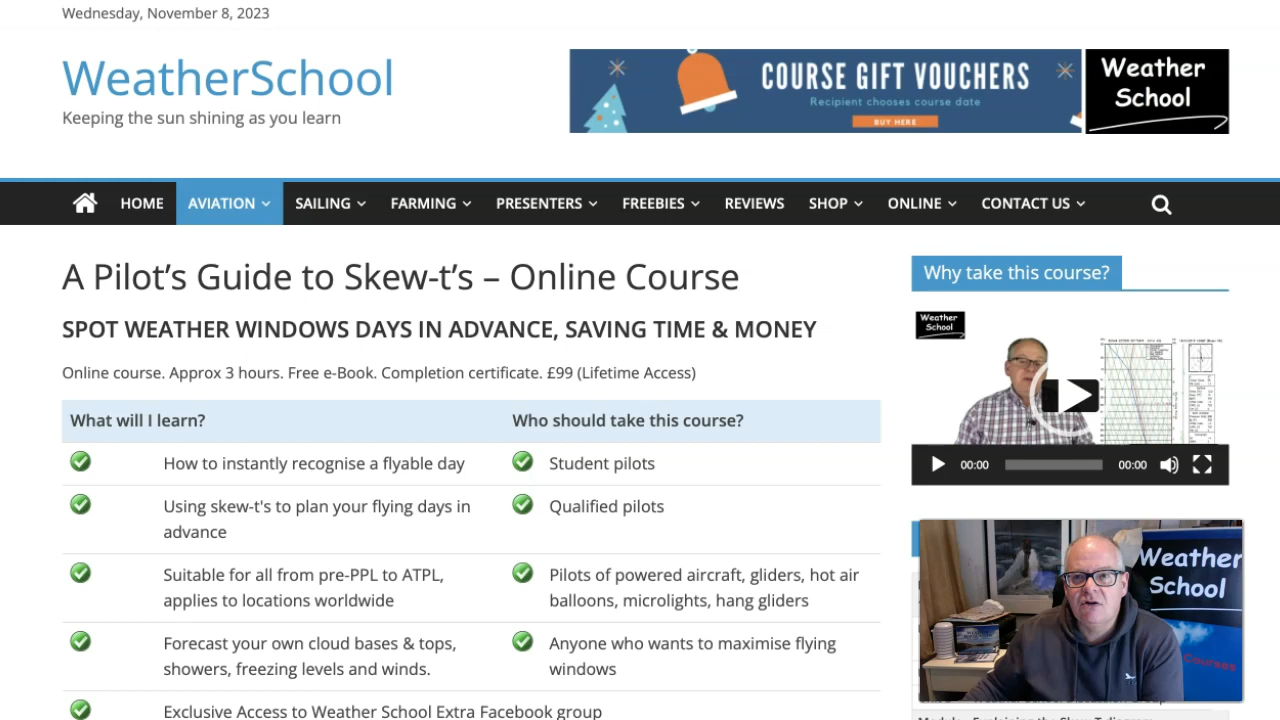 Wednesday, November 8, 2023
WeatherSchool
Keeping the sun shining as you learn
COURSE GIFT VOUCHERS
Recipient chooses course date
BUY HERE
Weather
School
HOME AVIATION SAILING FARMING PRESENTERS FREEBIES REVIEWS SHOP ONLINE CONTACT US
A Pilot’s Guide to Skew-t’s – Online Course
SPOT WEATHER WINDOWS DAYS IN ADVANCE, SAVING TIME & MONEY
Online course. Approx 3 hours. Free e-Book. Completion certificate. £99 (Lifetime Access)
What will I learn? Who should take this course?
How to instantly recognise a flyable day Student pilots
Using skew-t's to plan your flying days in Qualified pilots
advance
Suitable for all from pre-PPL to ATPL, Pilots of powered aircraft, gliders, hot air
applies to locations worldwide balloons, microlights, hang gliders
Forecast your own cloud bases & tops, Anyone who wants to maximise flying
showers, freezing levels and winds. windows
Exclusive Access to Weather School Extra Facebook group
Why take this course?
Weather
School
00:00 00:00
Weather
School
Courses